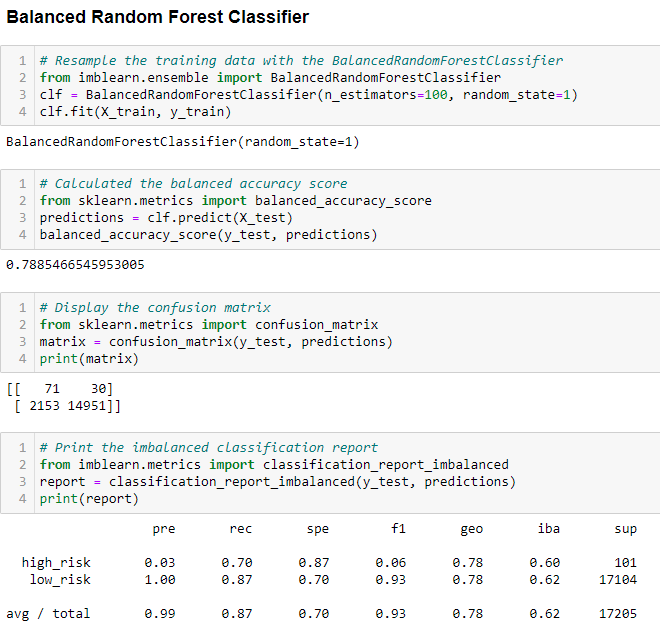 Balanced Random Forest Classifier
1 # Resample the training data with the BalancedRandomForestClassifier
2 from imblearn.ensemble import BalancedRandomForestClassifier
3 clf = BalancedRandomForestClassifier(n_estimators=100, random_state=1)
4 clf.fit(X_train, y_train)
BalancedRandomForestClassifier(random_state=1)
1 # Calculated the balanced accuracy score
2 from sklearn.metrics import balanced_accuracy_score
3 predictions = clf.predict(X_test)
4 balanced_accuracy_score(y_test, predictions)
0.7885466545953005
1 # Display the confusion matrix
2 from sklearn.metrics import confusion_matrix
3 matrix = confusion_matrix(y_test, predictions)
4 print(matrix)
[[   71    30]
 [ 2153 14951]]
1 # Print the imbalanced classification report
2 from imblearn.metrics import classification_report_imbalanced
3 report = classification_report_imbalanced(y_test, predictions)
4 print(report)
pre rec spe f1 geo iba sup
high_risk 0.03 0.70 0.87 0.06 0.78 0.60 101
low_risk 1.00 0.87 0.70 0.93 0.78 0.62 17104
avg / total 0.99 0.87 0.70 0.93 0.78 0.62 17205